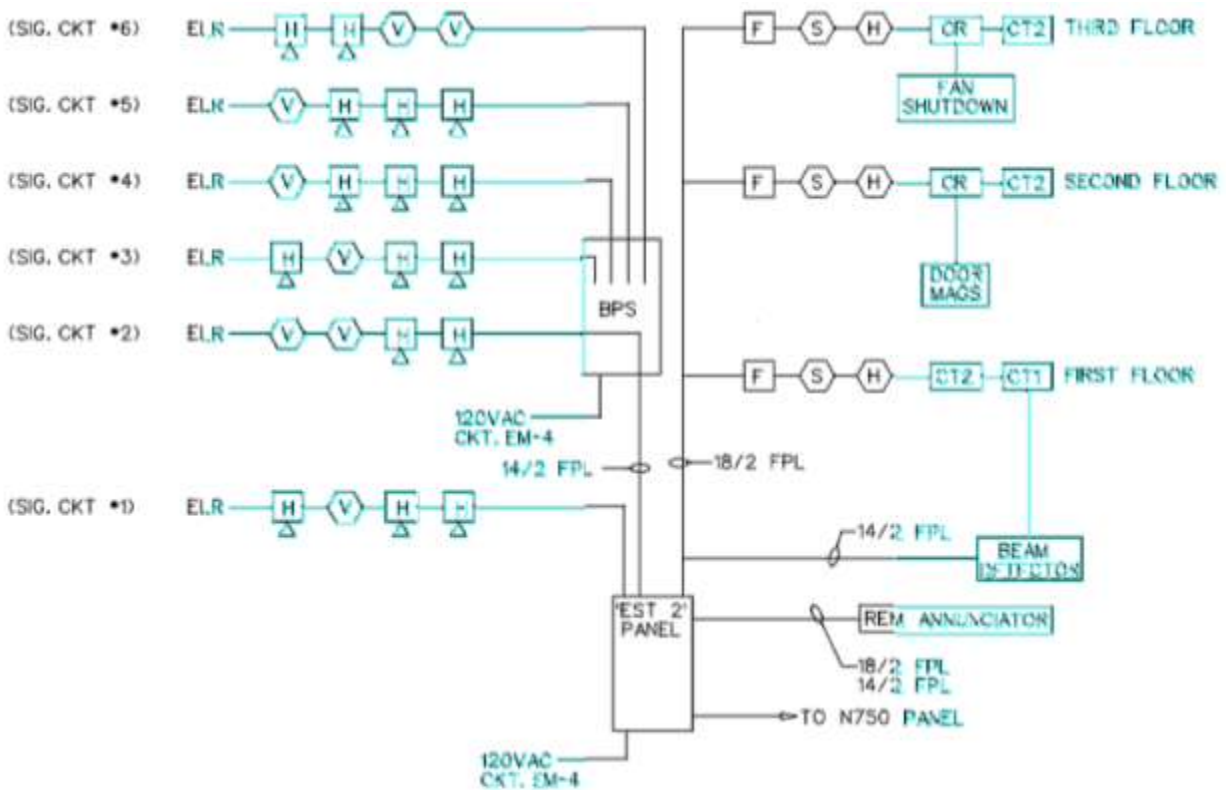 (SIG. CKT #6) ELR H H V V
F S H CR CT2 THIRD FLOOR
FAN
SHUTDOWN
(SIG. CKT #5) ELR V H H H
(SIG. CKT #4) ELR V H H H
F S H CR CT2 SECOND FLOOR
DOOR
MAGS
(SIG. CKT #3) ELR H V H H
BPS
(SIG. CKT #2) ELR V V H H
F S H CT2 CT1 FIRST FLOOR
120VAC
CKT. EM-4
14/2 FPL
18/2 FPL
(SIG. CKT #1) ELR H V H H
14/2 FPL
BEAM
DETECTOR
'EST 2'
PANEL
REM ANNUNCIATOR
18/2 FPL
14/2 FPL
TO N750 PANEL
120VAC
CKT. EM-4